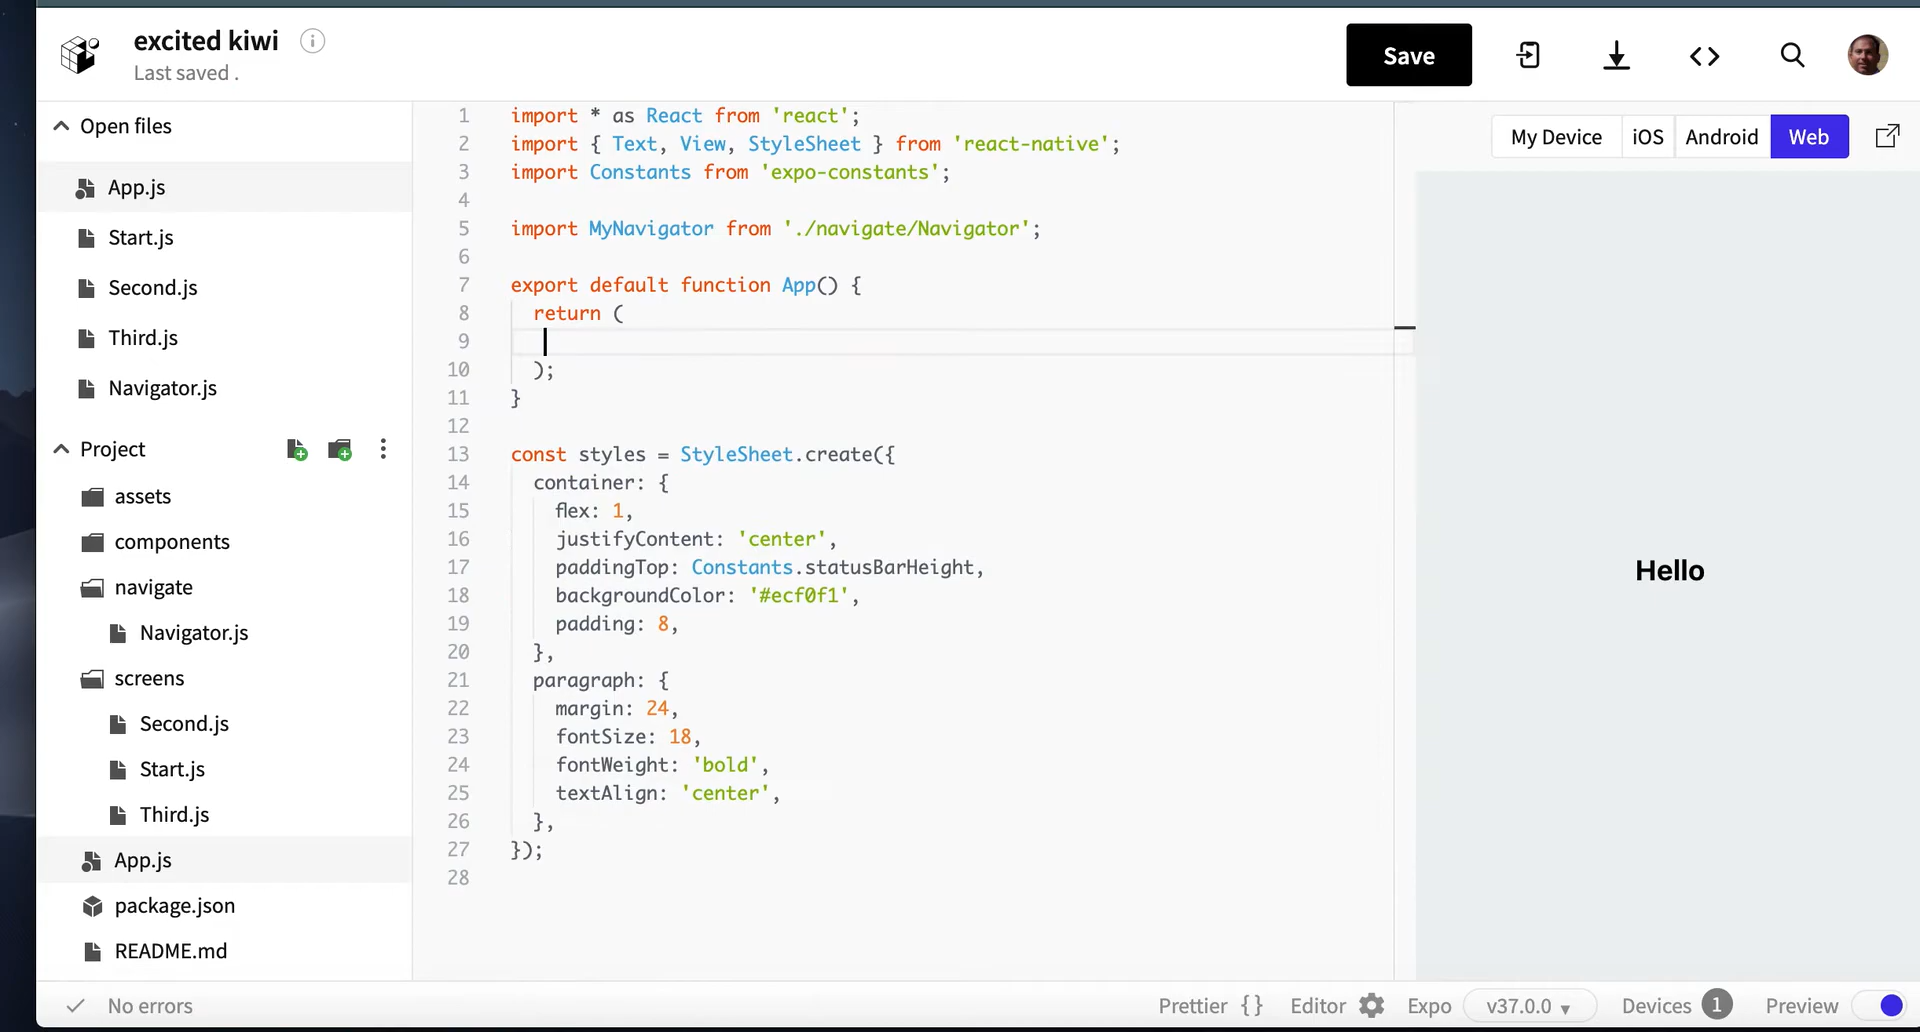 excited kiwi
Last saved .
Save
Open files
App.js
Start.js
Second.js
Third.js
Navigator.js
Project
assets
components
navigate
Navigator.js
screens
Second.js
Start.js
Third.js
App.js
package.json
README.md
1 import * as React from 'react';
2 import { Text, View, StyleSheet } from 'react-native';
3 import Constants from 'expo-constants';
4
5 import MyNavigator from './navigate/Navigator';
6
7 export default function App() {
8 return (
9
10 );
11 }
12
13 const styles = StyleSheet.create({
14 container: {
15 flex: 1,
16 justifyContent: 'center',
17 paddingTop: Constants.statusBarHeight,
18 backgroundColor: '#ecf0f1',
19 padding: 8,
20 },
21 paragraph: {
22 margin: 24,
23 fontSize: 18,
24 fontWeight: 'bold',
25 textAlign: 'center',
26 },
27 });
28
My Device iOS Android Web
Hello
No errors
Prettier {} Editor Expo v37.0.0 Devices 1 Preview